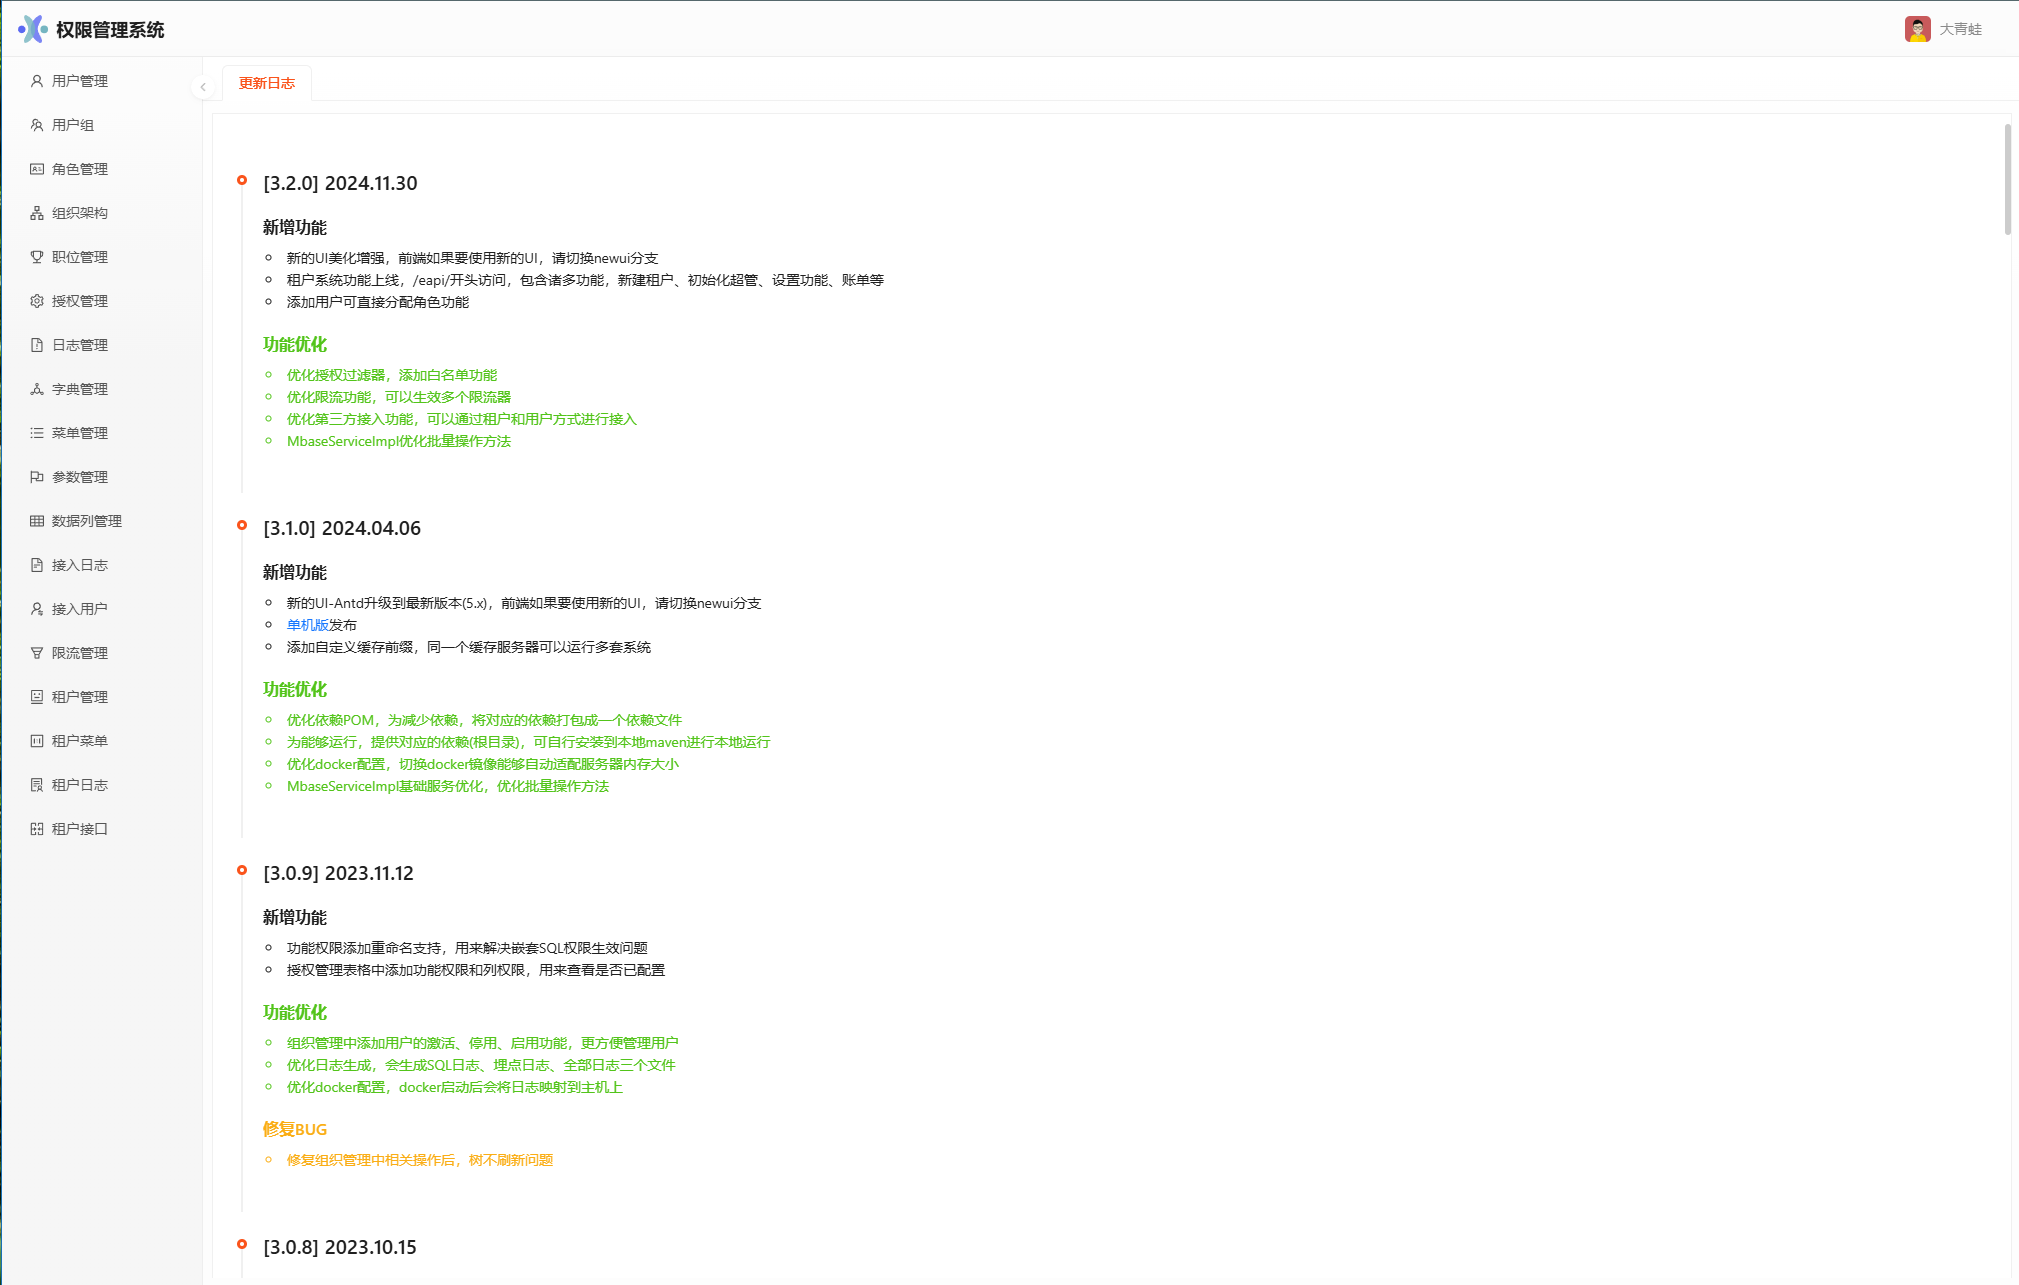 权限管理系统
大青蛙
用户管理
用户组
角色管理
组织架构
职位管理
授权管理
日志管理
字典管理
菜单管理
参数管理
数据列管理
接入日志
接入用户
限流管理
租户管理
租户菜单
租户日志
租户接口
更新日志
[3.2.0] 2024.11.30
新增功能
新的UI美化增强，前端如果要使用新的UI，请切换newui分支
租户系统功能上线，/eapi/开头访问，包含诸多功能，新建租户、初始化超管、设置功能、账单等
添加用户可直接分配角色功能
功能优化
优化授权过滤器，添加白名单功能
优化限流功能，可以生效多个限流器
优化第三方接入功能，可以通过租户和用户方式进行接入
MbaseServiceImpl优化批量操作方法
[3.1.0] 2024.04.06
新增功能
新的UI-Antd升级到最新版本(5.x)，前端如果要使用新的UI，请切换newui分支
单机版发布
添加自定义缓存前缀，同一个缓存服务器可以运行多套系统
功能优化
优化依赖POM，为减少依赖，将对应的依赖打包成一个依赖文件
为能够运行，提供对应的依赖(根目录)，可自行安装到本地maven进行本地运行
优化docker配置，切换docker镜像能够自动适配服务器内存大小
MbaseServiceImpl基础服务优化，优化批量操作方法
[3.0.9] 2023.11.12
新增功能
功能权限添加重命名支持，用来解决嵌套SQL权限生效问题
授权管理表格中添加功能权限和列权限，用来查看是否已配置
功能优化
组织管理中添加用户的激活、停用、启用功能，更方便管理用户
优化日志生成，会生成SQL日志、埋点日志、全部日志三个文件
优化docker配置，docker启动后会将日志映射到主机上
修复BUG
修复组织管理中相关操作后，树不刷新问题
[3.0.8] 2023.10.15